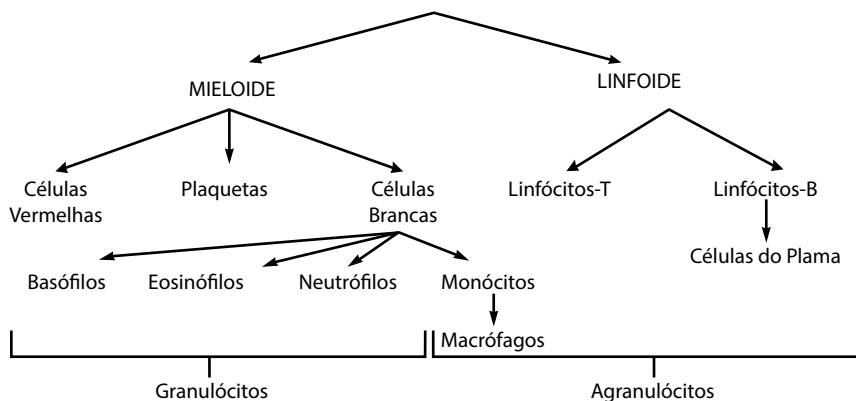 MIELOIDE
LINFOIDE
Células
Vermelhas
Plaquetas
Células
Brancas
Linfócitos-T
Linfócitos-B
Células do Plama
Basófilos
Eosinófilos
Neutrófilos
Monócitos
Macrófagos
Granulócitos
Agranulócitos